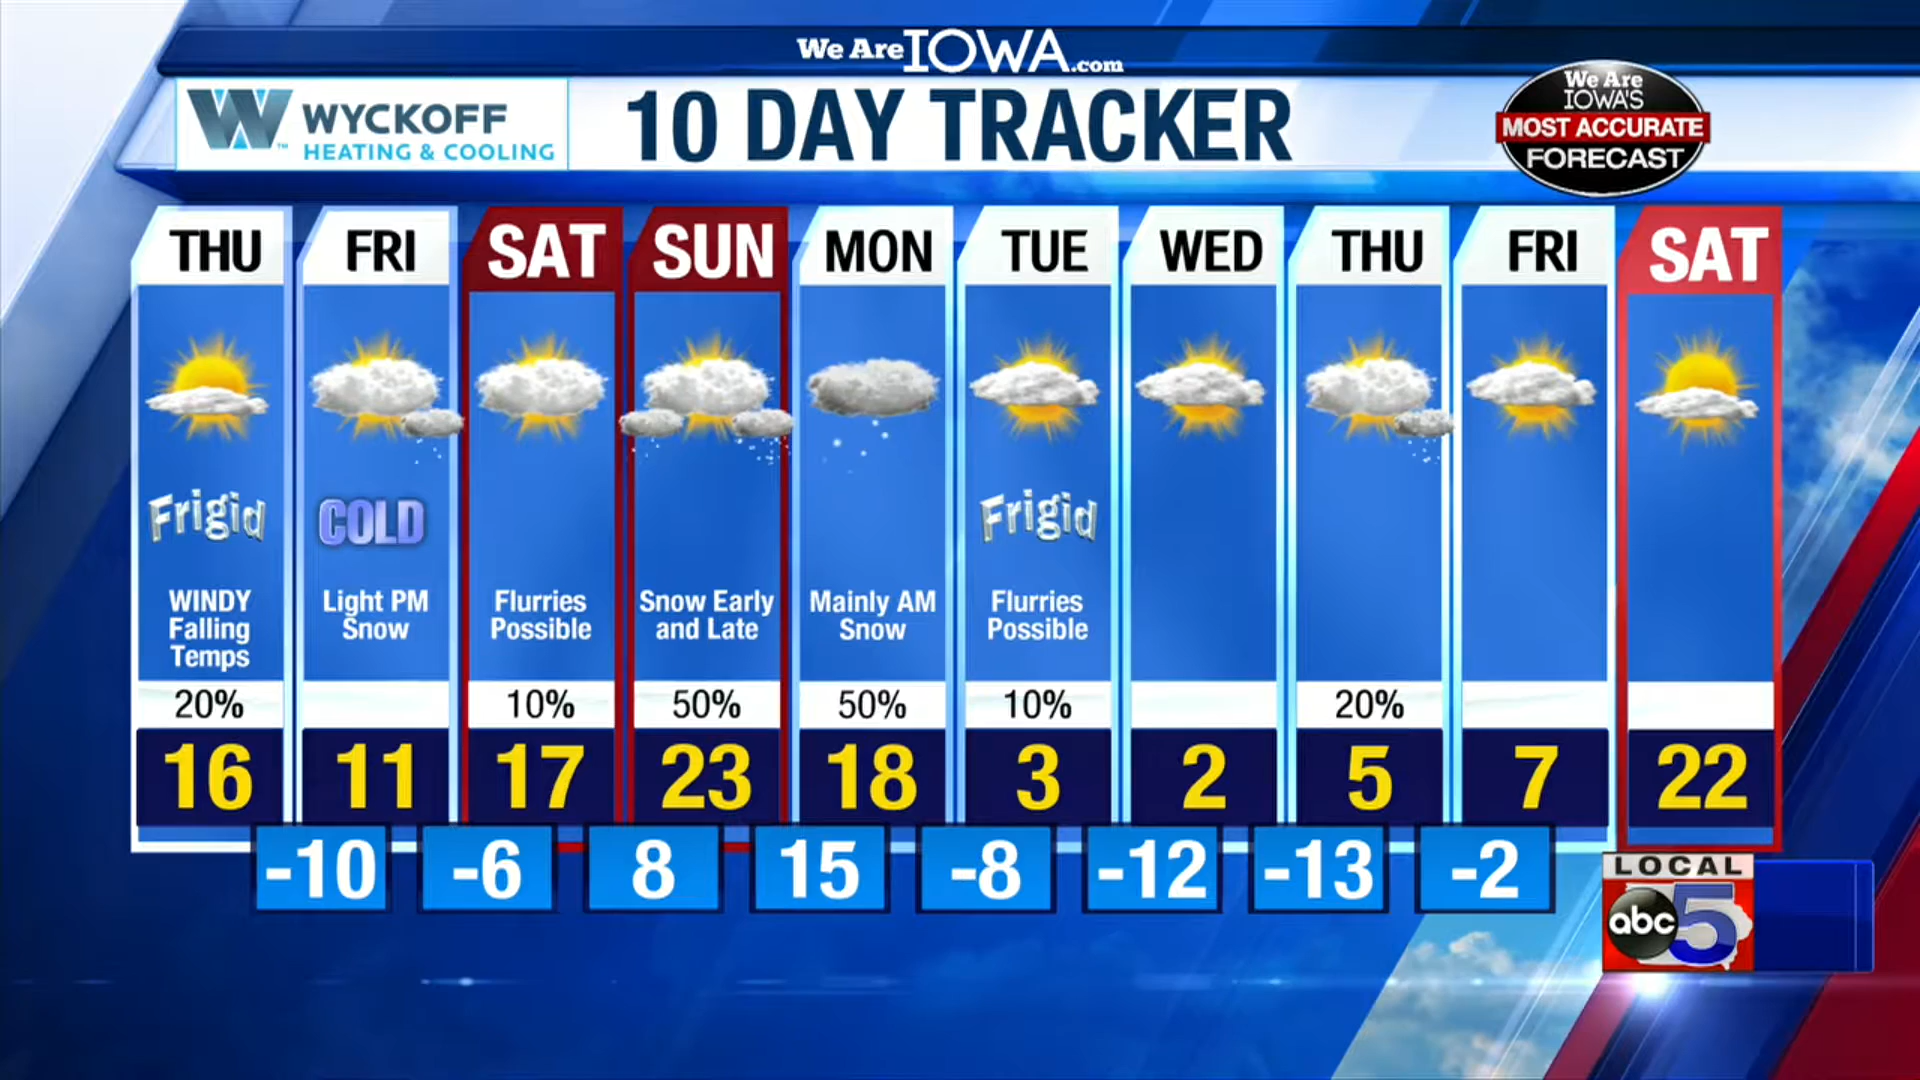 We Are IOWA.com
W™ WYCKOFF
HEATING & COOLING
10 DAY TRACKER
We Are
IOWA'S
MOST ACCURATE
FORECAST
THU FRI SAT SUN MON TUE WED THU FRI SAT
Frigid COLD Frigid
WINDY
Falling
Temps
Light PM
Snow
Flurries
Possible
Snow Early
and Late
Mainly AM
Snow
Flurries
Possible
20% 10% 50% 50% 10% 20%
16 11 17 23 18 3 2 5 7 22
-10 -6 8 15 -8 -12 -13 -2
LOCAL
abc 5